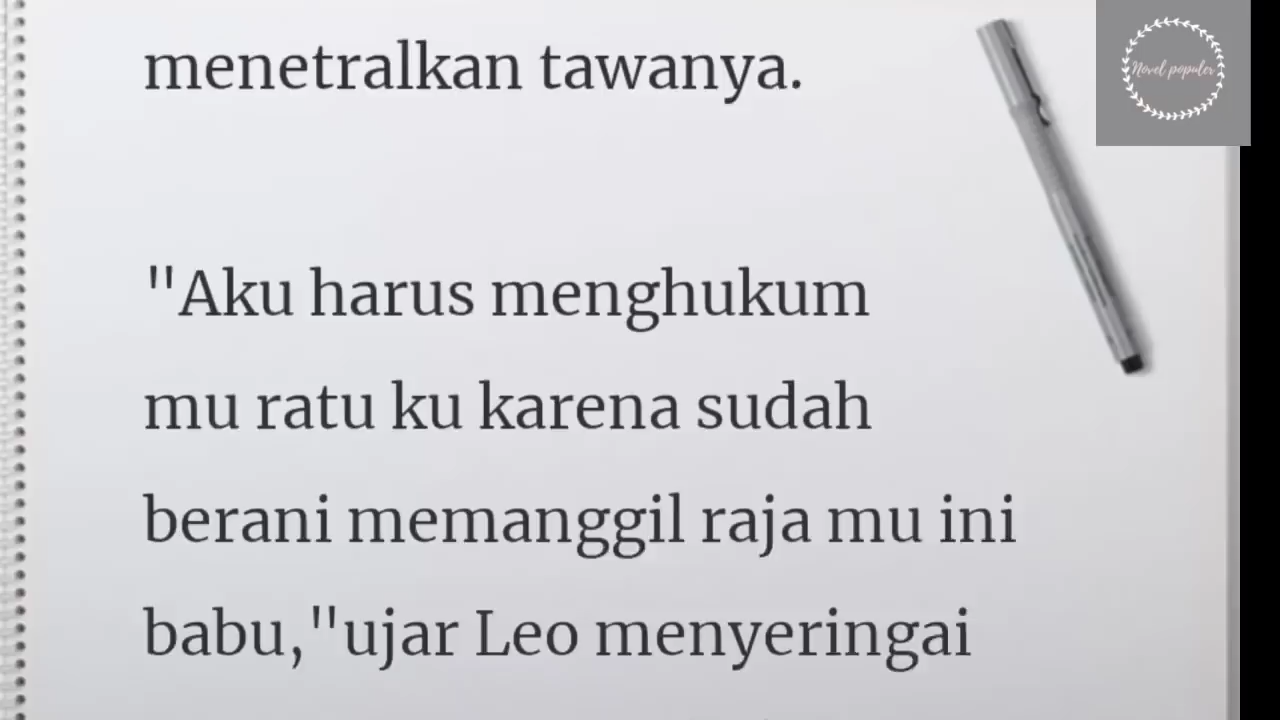 menetralkan tawanya.
Novel populer
"Aku harus menghukum
mu ratu ku karena sudah
berani memanggil raja mu ini
babu,"ujar Leo menyeringai